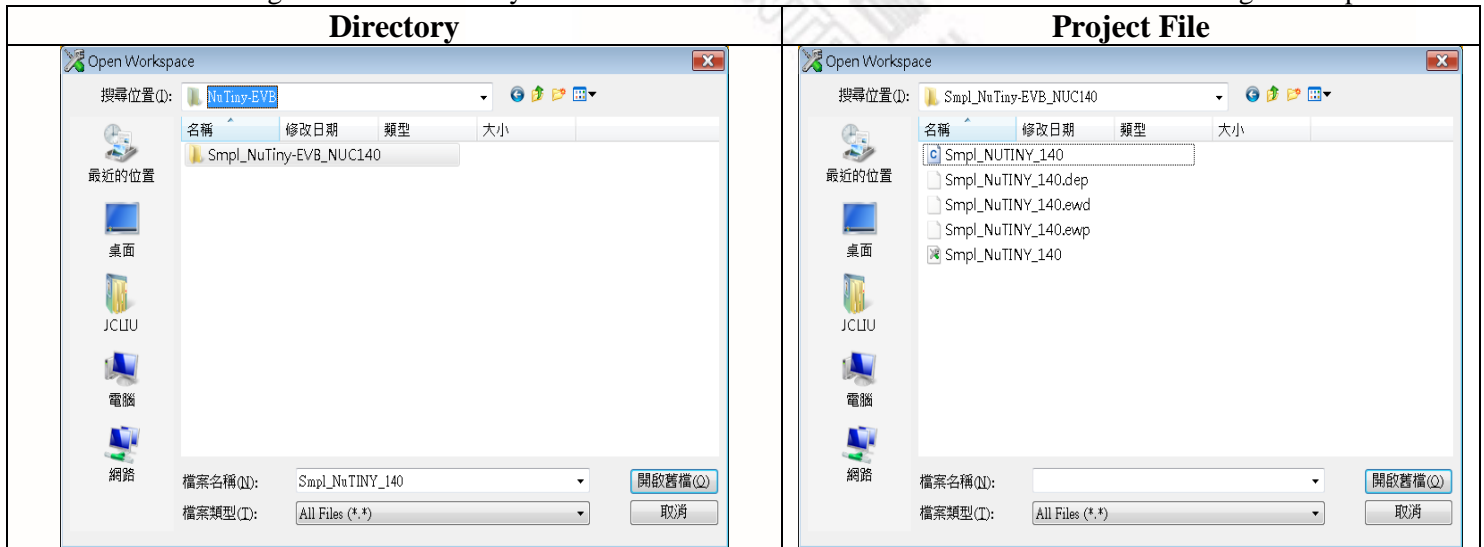 Directory
Project File
Open Workspace
搜尋位置(I):
NuTiny-EVB
名稱
修改日期
類型
大小
Smpl_NuTiny-EVB_NUC140
最近的位置
桌面
JCLIU
電腦
網路
檔案名稱(N):
Smpl_NuTINY_140
開啟舊檔(O)
檔案類型(T):
All Files (*.*)
取消
Open Workspace
搜尋位置(I):
Smpl_NuTiny-EVB_NUC140
名稱
修改日期
類型
大小
Smpl_NUTINY_140
Smpl_NuTINY_140.dep
Smpl_NuTINY_140.ewd
Smpl_NuTINY_140.ewp
Smpl_NuTINY_140
最近的位置
桌面
JCLIU
電腦
網路
檔案名稱(N):
開啟舊檔(O)
檔案類型(T):
All Files (*.*)
取消